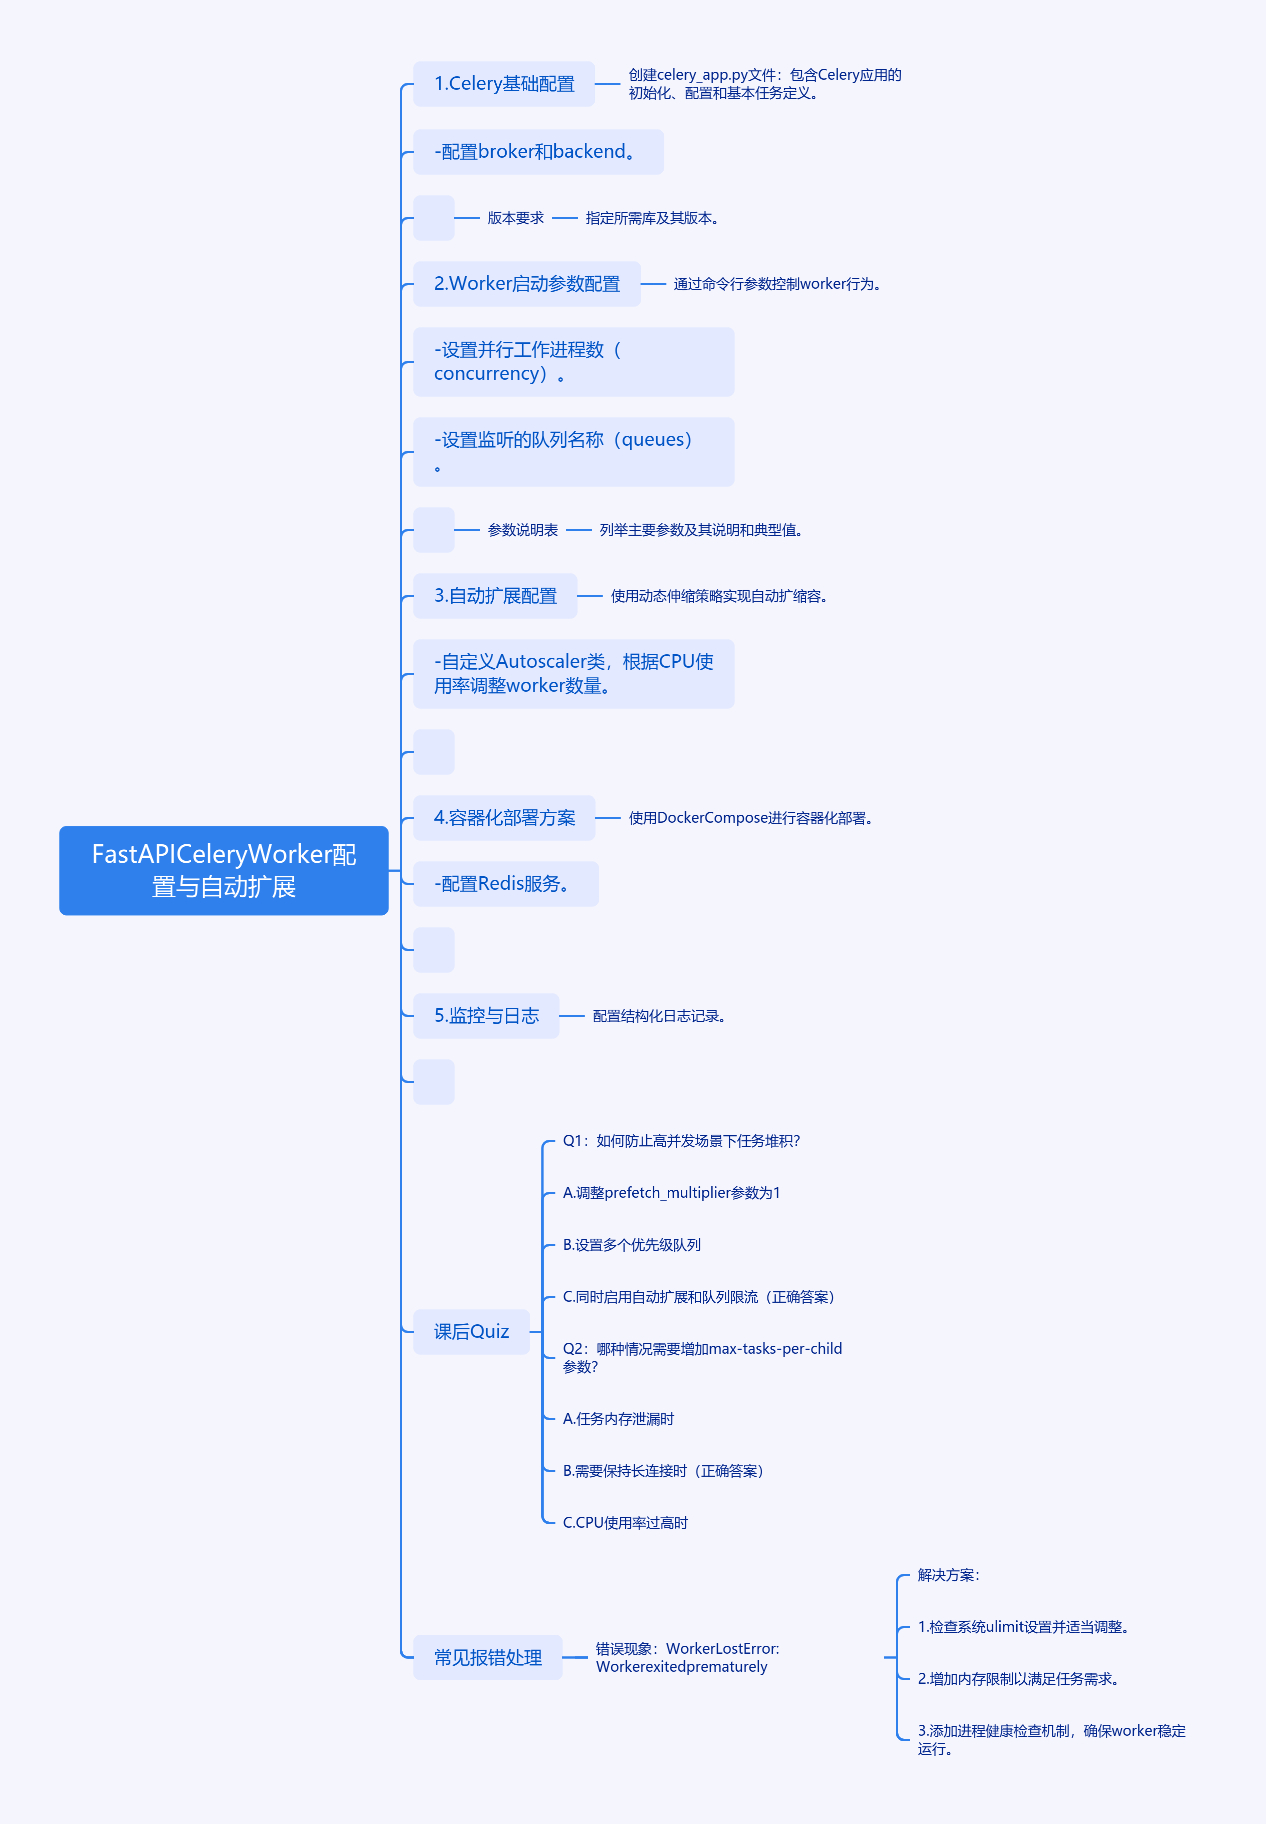 FastAPICeleryWorker配
置与自动扩展
1.Celery基础配置
创建celery_app.py文件：包含Celery应用的
初始化、配置和基本任务定义。
-配置broker和backend。
版本要求
指定所需库及其版本。
2.Worker启动参数配置
通过命令行参数控制worker行为。
-设置并行工作进程数（
concurrency）。
-设置监听的队列名称（queues）
。
参数说明表
列举主要参数及其说明和典型值。
3.自动扩展配置
使用动态伸缩策略实现自动扩缩容。
-自定义Autoscaler类，根据CPU使
用率调整worker数量。
4.容器化部署方案
使用DockerCompose进行容器化部署。
-配置Redis服务。
5.监控与日志
配置结构化日志记录。
课后Quiz
Q1：如何防止高并发场景下任务堆积？
A.调整prefetch_multiplier参数为1
B.设置多个优先级队列
C.同时启用自动扩展和队列限流（正确答案）
Q2：哪种情况需要增加max-tasks-per-child
参数？
A.任务内存泄漏时
B.需要保持长连接时（正确答案）
C.CPU使用率过高时
常见报错处理
错误现象：WorkerLostError:
Workerexitedprematurely
解决方案：
1.检查系统ulimit设置并适当调整。
2.增加内存限制以满足任务需求。
3.添加进程健康检查机制，确保worker稳定
运行。